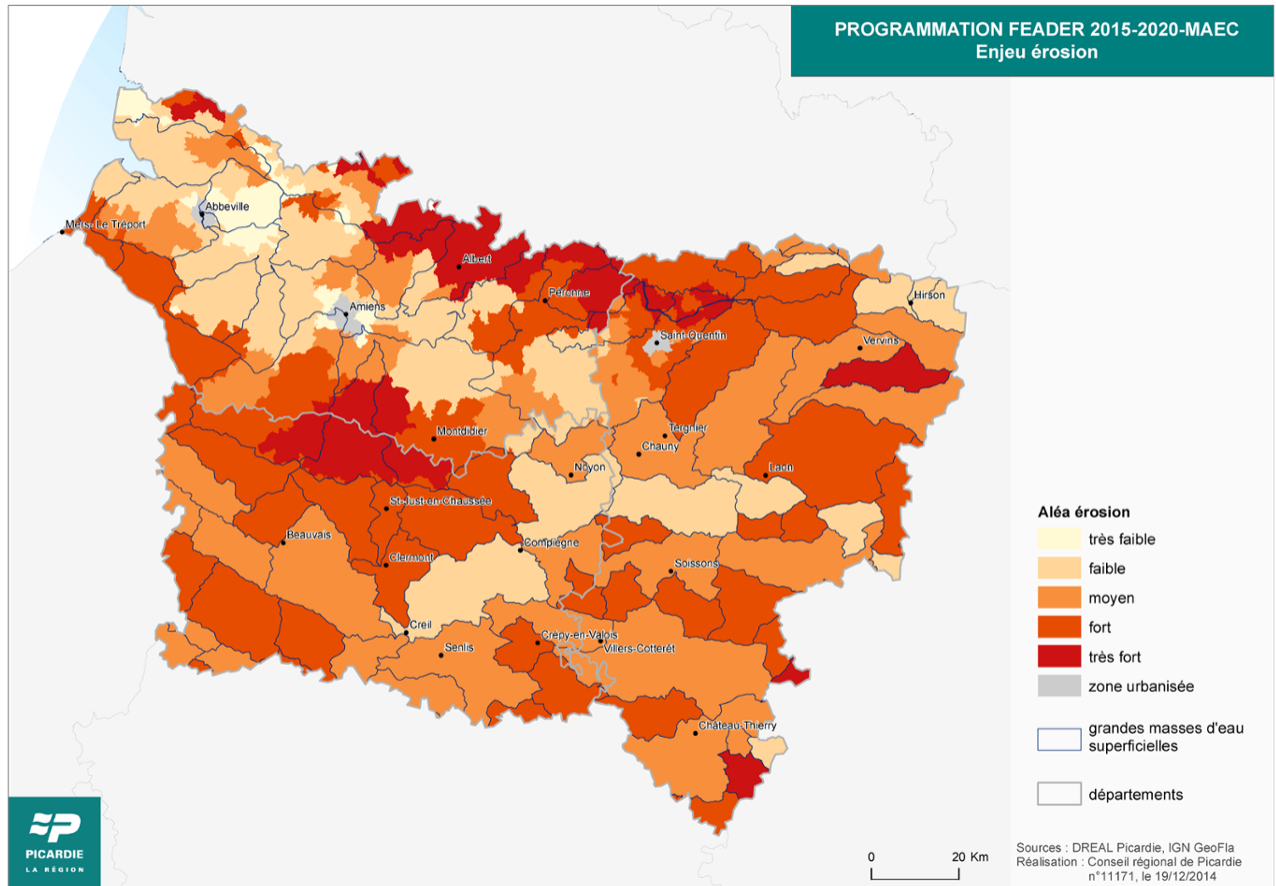 PROGRAMMATION FEADER 2015-2020-MAEC
Enjeu érosion
Abbeville
Mers-Le Tréport
Albert
Péronne
Hirson
Amiens
Saint-Quentin
Vervins
Montdidier
Tergnier
Chauny
Noyon
Laon
St-Just-en-Chaussée
Beauvais
Compiègne
Clermont
Soissons
Creil
Crépy-en-Valois
Senlis
Villers-Cotterêt
Château-Thierry
Aléa érosion
très faible
faible
moyen
fort
très fort
zone urbanisée
grandes masses d'eau
superficielles
départements
PICARDIE
LA RÉGION
0 20 Km
Sources : DREAL Picardie, IGN GeoFla
Réalisation : Conseil régional de Picardie
n°11171, le 19/12/2014